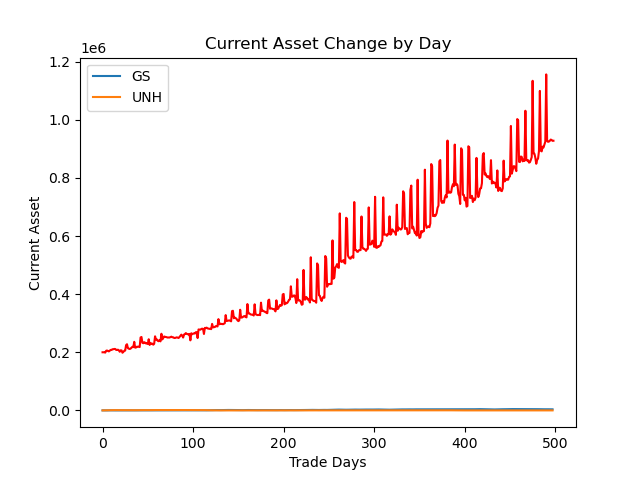 Current Asset Change by Day
1e6
GS
UNH
1.2
1.0
0.8
0.6
0.4
0.2
0.0
Current Asset
0 100 200 300 400 500
Trade Days